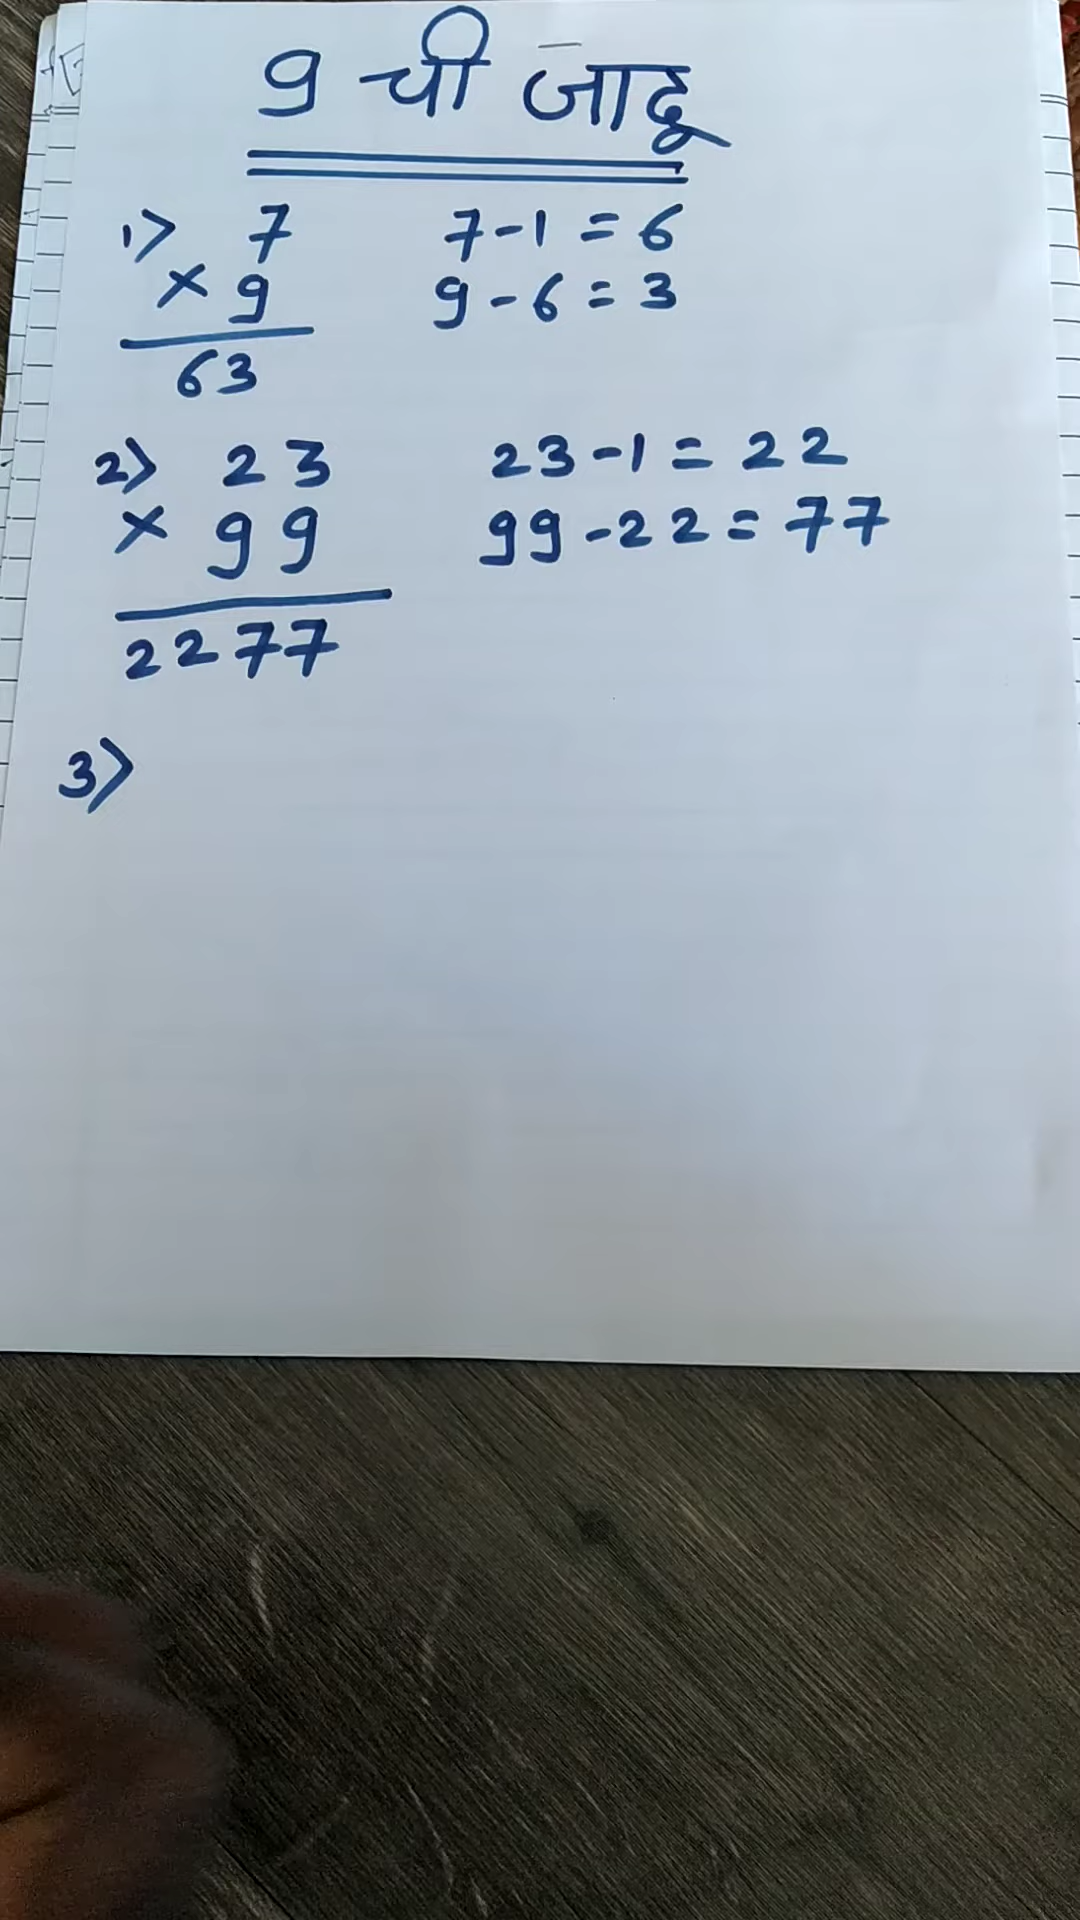 9 ची जादू
1) 7 7-1=6
× 9 9-6=3
63
2) 23 23-1=22
× 99 99-22=77
2277
3)